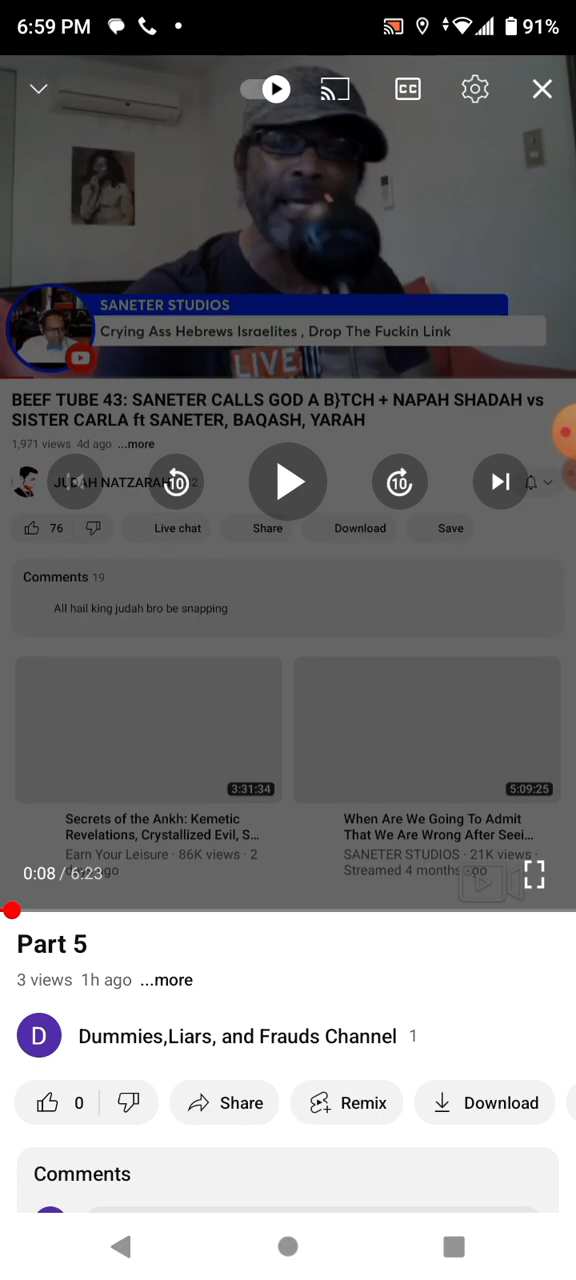 6:59 PM
91%
CC
SANETER STUDIOS
Crying Ass Hebrews Israelites , Drop The Fuckin Link
LIVE
BEEF TUBE 43: SANETER CALLS GOD A B}TCH + NAPAH SHADAH vs
SISTER CARLA ft SANETER, BAQASH, YARAH
1,971 views 4d ago ...more
JUDAH NATZARAH
10
10
76
Live chat
Share
Download
Save
Comments 19
All hail king judah bro be snapping
3:31:34
5:09:25
Secrets of the Ankh: Kemetic
Revelations, Crystallized Evil, S...
Earn Your Leisure · 86K views · 2
When Are We Going To Admit
That We Are Wrong After Seei...
SANETER STUDIOS · 21K views ·
Streamed 4 months ago
0:08 / 6:23
Part 5
3 views 1h ago ...more
D
Dummies,Liars, and Frauds Channel 1
0
Share
Remix
Download
Comments